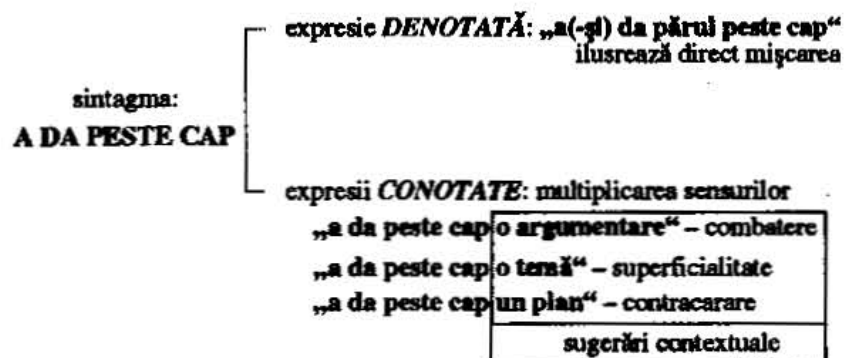 expresie DENOTATĂ: „a(-şi) da părul peste cap“
ilusrează direct mişcarea
sintagma:
A DA PESTE CAP
expresii CONOTATE: multiplicarea sensurilor
„a da peste cap o argumentare“ – combatere
„a da peste cap o temă“ – superficialitate
„a da peste cap un plan“ – contracarare
sugerări contextuale